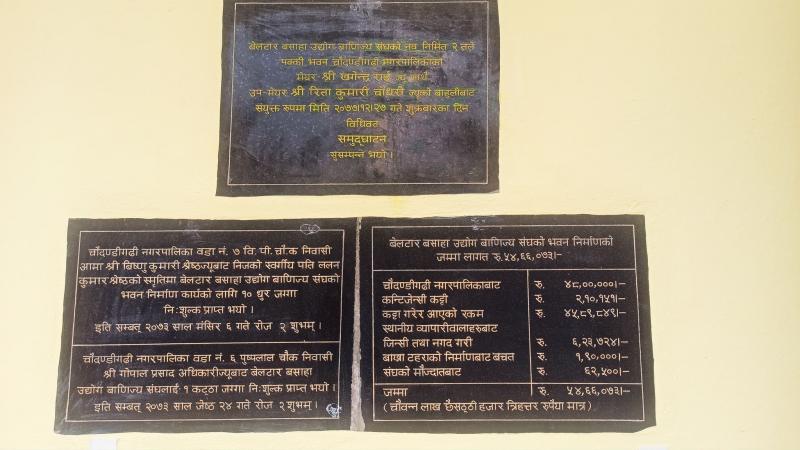 बेलटार बसाहा उद्योग बाणिज्य संघको नव निर्मित २ तले
पक्की भवन चौदण्डीगढी नगरपालिकाका
मेयर श्री खगेन्द्र राई ज्यू
उप-मेयर श्री रिता कुमारी चौधरी ज्यूको बाहुलीबाट
संयुक्त रुपमा मिति २०७७।१२।२७ गते शुक्रबारका दिन
विधिवत
समुद्घाटन
सुसम्पन्न भयो ।
चौदण्डीगढी नगरपालिका वडा नं. ७ वि. पी. चौ.क निवासी
आमा श्री बिष्णु कुमारी श्रेष्ठज्यूबाट निजको स्वर्गीय पति ललन
कुमार श्रेष्ठको स्मृतिमा बेलटार बसाहा उद्योग बाणिज्य संघको
भवन निर्माण कार्यको लागि १० धुर जग्गा
नि:शुल्क प्राप्त भयो ।
इति सम्बत् २०७३ साल मंसिर ६ गते रोज २ शुभम् ।
चौदण्डीगढी नगरपालिका वडा नं. ६ पुष्पलाल चौक निवासी
श्री गोपाल प्रसाद अधिकारीज्यूबाट बेलटार बसाहा
उद्योग बाणिज्य संघलाई १ कट्ठा जग्गा नि:शुल्क प्राप्त भयो ।
इति सम्बत् २०७३ साल जेष्ठ २४ गते रोज २ शुभम् ।
बेलटार बसाहा उद्योग बाणिज्य संघको भवन निर्माणको
जम्मा लागत रु. ५४,६६,०७३।–
चौदण्डीगढी नगरपालिकाबाट रु. ४८,००,०००।–
कन्टिजेन्सी कट्टी रु. २,१०,१५१।–
कट्टा गरेर आएको रकम रु. ४५,८९,८४९।–
स्थानीय व्यापारीवालाहरुबाट
जिन्सी तथा नगद गरी रु. ६,२३,७२४।–
बाख्रा टहराको निर्माणबाट बचत रु. १,९०,०००।–
संघको मौज्दातबाट रु. ६२,५००।–
जम्मा रु. ५४,६६,०७३।–
( चौवन्न लाख छैसठ्ठी हजार त्रिहत्तर रुपैया मात्र )